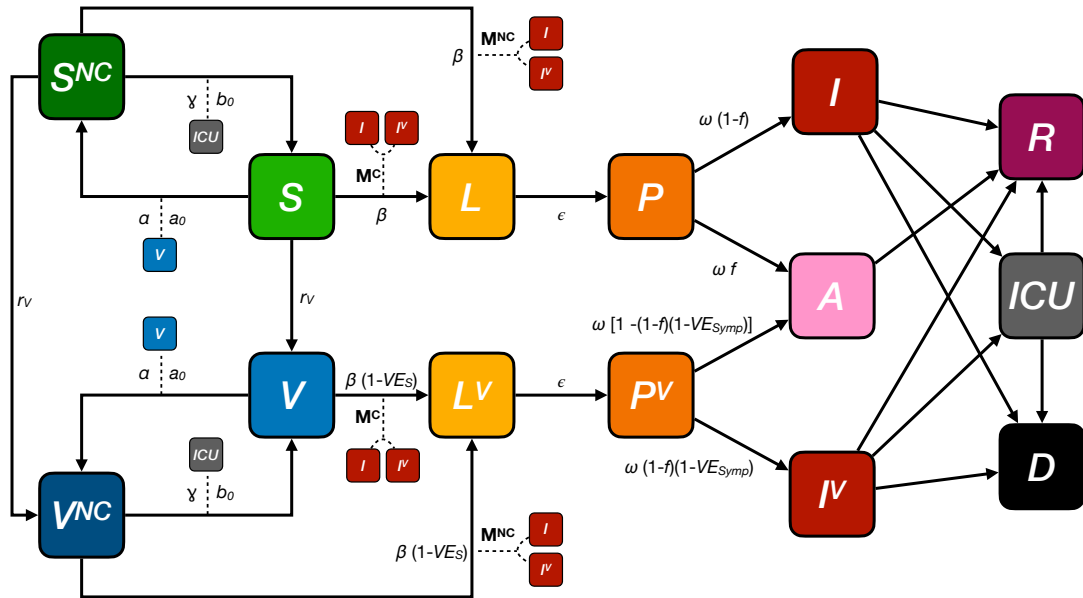 S^NC
β
M^NC
I
I^V
γ
b₀
ICU
I
I^V
I
ω (1-f)
R
M^C
S
β
L
ϵ
P
α
a₀
V
r_V
r_V
ω f
A
ICU
V
α
a₀
ω [1 -(1-f)(1-VE_Symp)]
V
β (1-VE_S)
M^C
L^V
ϵ
P^V
I
I^V
ω (1-f)(1-VE_Symp)
D
ICU
γ
b₀
V^NC
I^V
β (1-VE_S)
M^NC
I
I^V